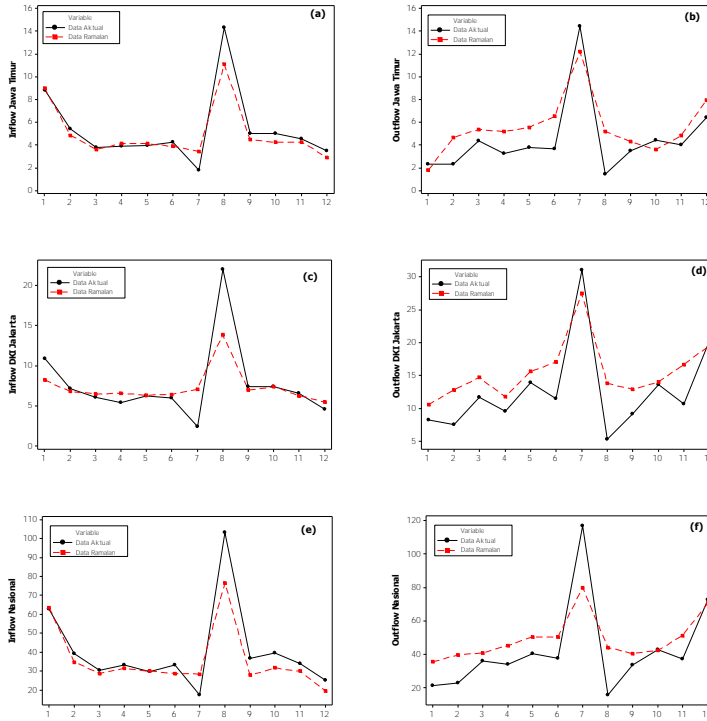 (a)
Variable
Data Aktual
Data Ramalan
Inflow Jawa Timur
16
14
12
10
8
6
4
2
0
1 2 3 4 5 6 7 8 9 10 11 12
(b)
Variable
Data Aktual
Data Ramalan
Outflow Jawa Timur
16
14
12
10
8
6
4
2
0
1 2 3 4 5 6 7 8 9 10 11 12
(c)
Variable
Data Aktual
Data Ramalan
Inflow DKI Jakarta
20
15
10
5
0
1 2 3 4 5 6 7 8 9 10 11 12
(d)
Variable
Data Aktual
Data Ramalan
Outflow DKI Jakarta
30
25
20
15
10
5
1 2 3 4 5 6 7 8 9 10 11
(e)
Variable
Data Aktual
Data Ramalan
Inflow Nasional
110
100
90
80
70
60
50
40
30
20
1 2 3 4 5 6 7 8 9 10 11 12
(f)
Variable
Data Aktual
Data Ramalan
Outflow Nasional
120
100
80
60
40
20
1 2 3 4 5 6 7 8 9 10 11